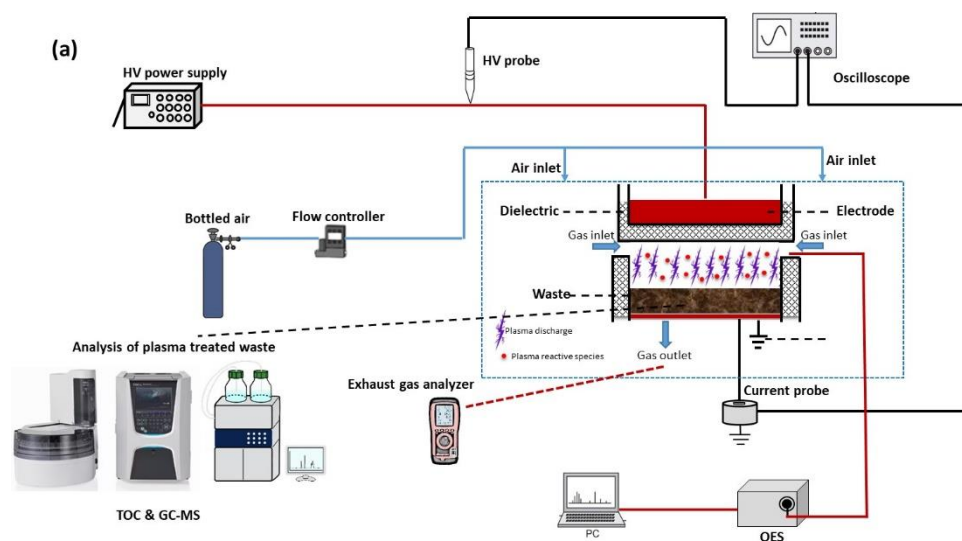 (a)
HV power supply
HV probe
Oscilloscope
Air inlet
Air inlet
Bottled air
Flow controller
Dielectric
Electrode
Gas inlet
Gas inlet
Waste
Plasma discharge
Plasma reactive species
Gas outlet
Analysis of plasma treated waste
Exhaust gas analyzer
Current probe
TOC & GC-MS
PC
OES